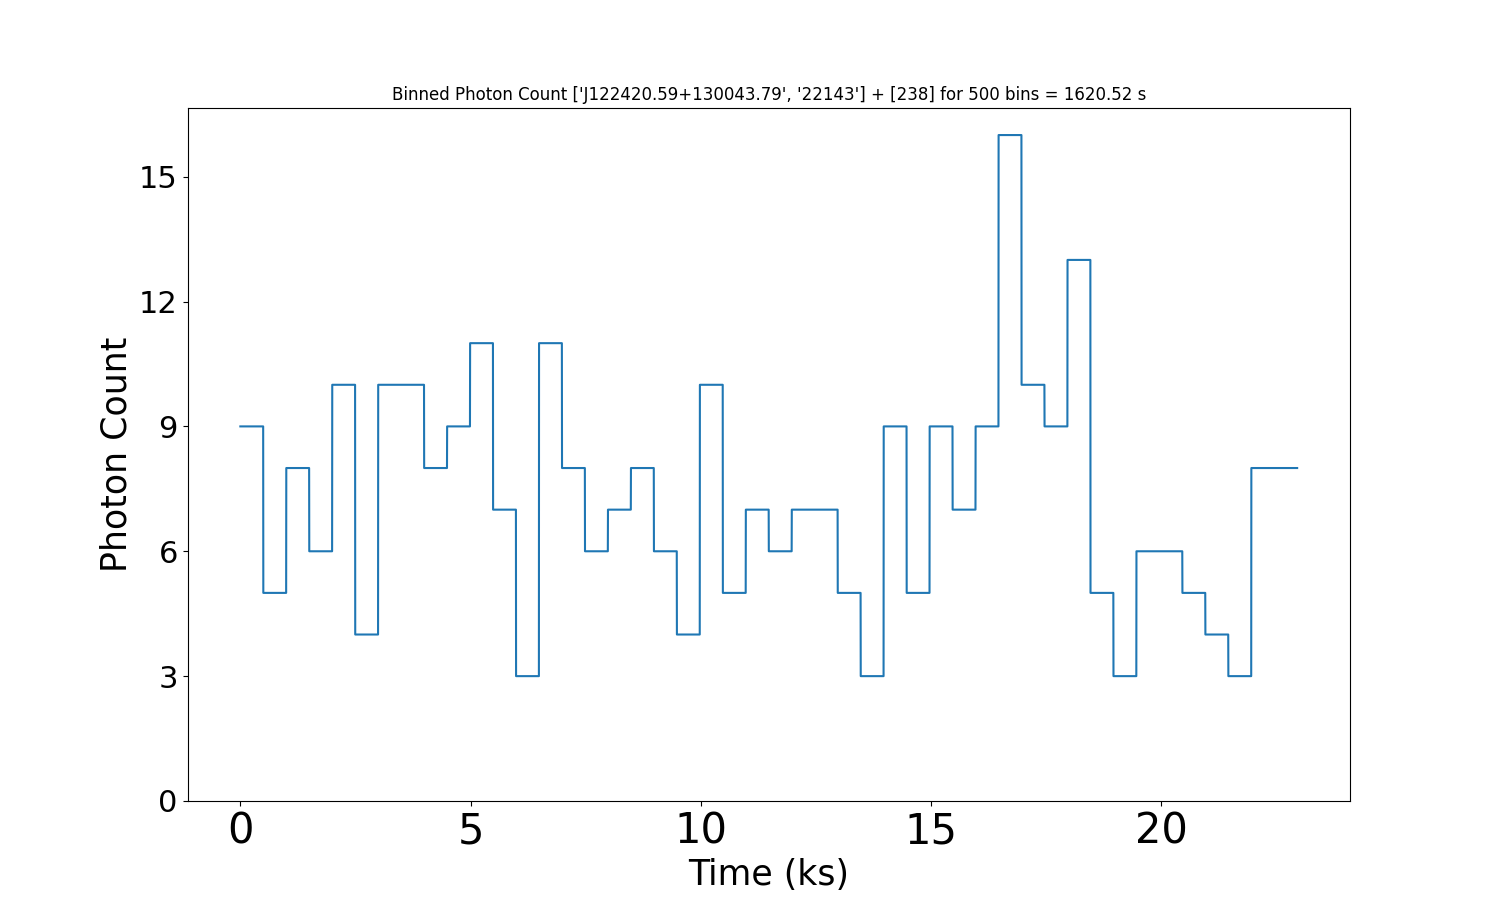 Binned Photon Count ['J122420.59+130043.79', '22143'] + [238] for 500 bins = 1620.52 s
15
12
9
6
3
0
Photon Count
0 5 10 15 20
Time (ks)